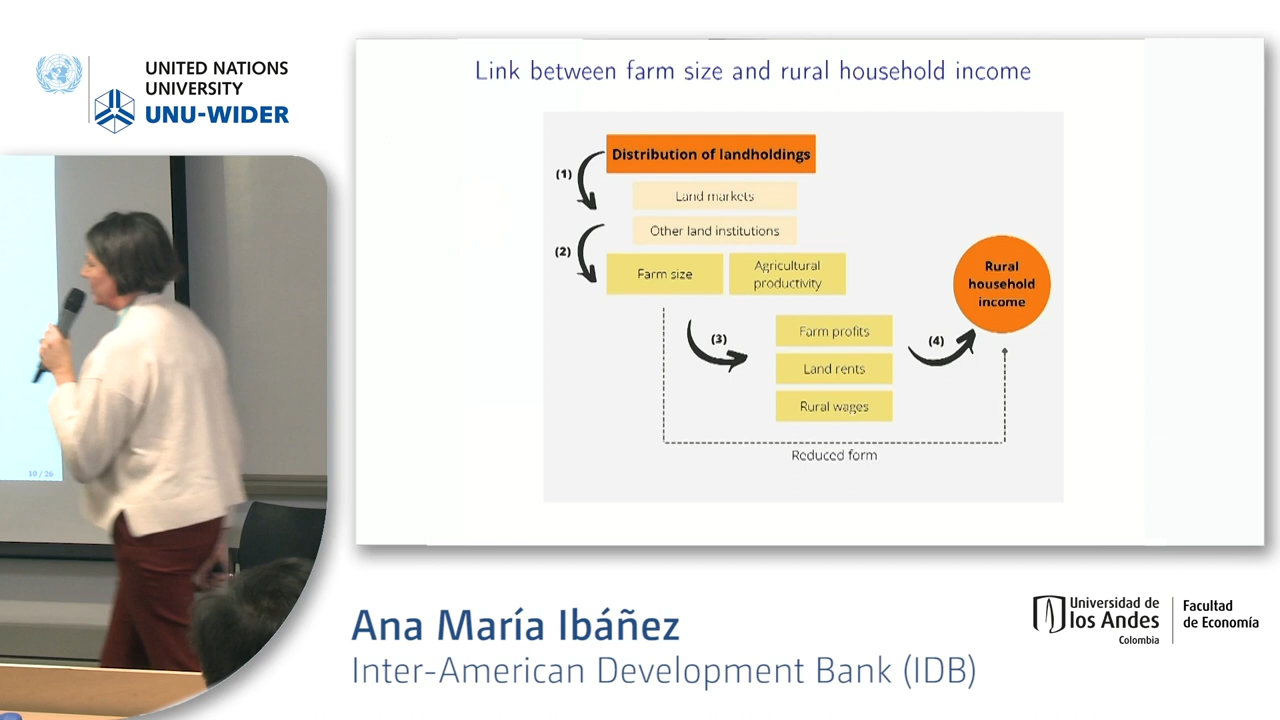 UNITED NATIONS
UNIVERSITY
UNU-WIDER
Link between farm size and rural household income
Distribution of landholdings
(1)
Land markets
Other land institutions
(2)
Farm size
Agricultural
productivity
Rural
household
income
(3)
Farm profits
(4)
Land rents
Rural wages
Reduced form
10 / 26
Ana María Ibáñez
Inter-American Development Bank (IDB)
Universidad de
los Andes
Colombia
Facultad
de Economía